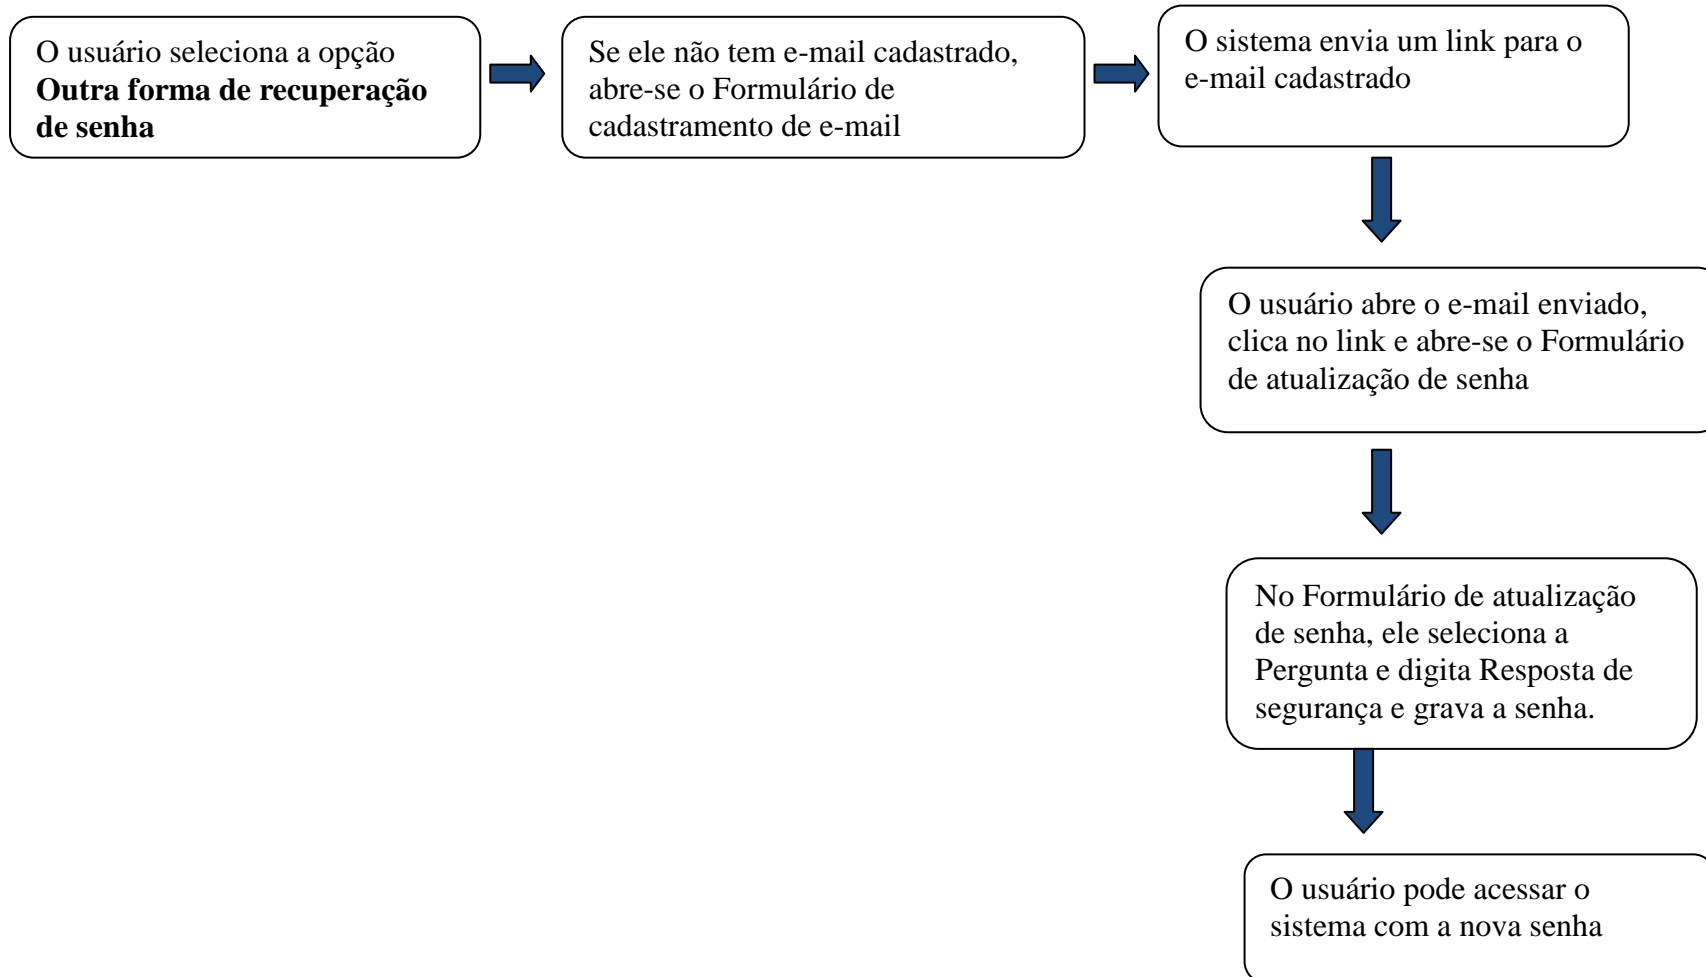 O usuário seleciona a opção
Outra forma de recuperação
de senha
Se ele não tem e-mail cadastrado,
abre-se o Formulário de
cadastramento de e-mail
O sistema envia um link para o
e-mail cadastrado
O usuário abre o e-mail enviado,
clica no link e abre-se o Formulário
de atualização de senha
No Formulário de atualização
de senha, ele seleciona a
Pergunta e digita Resposta de
segurança e grava a senha.
O usuário pode acessar o
sistema com a nova senha